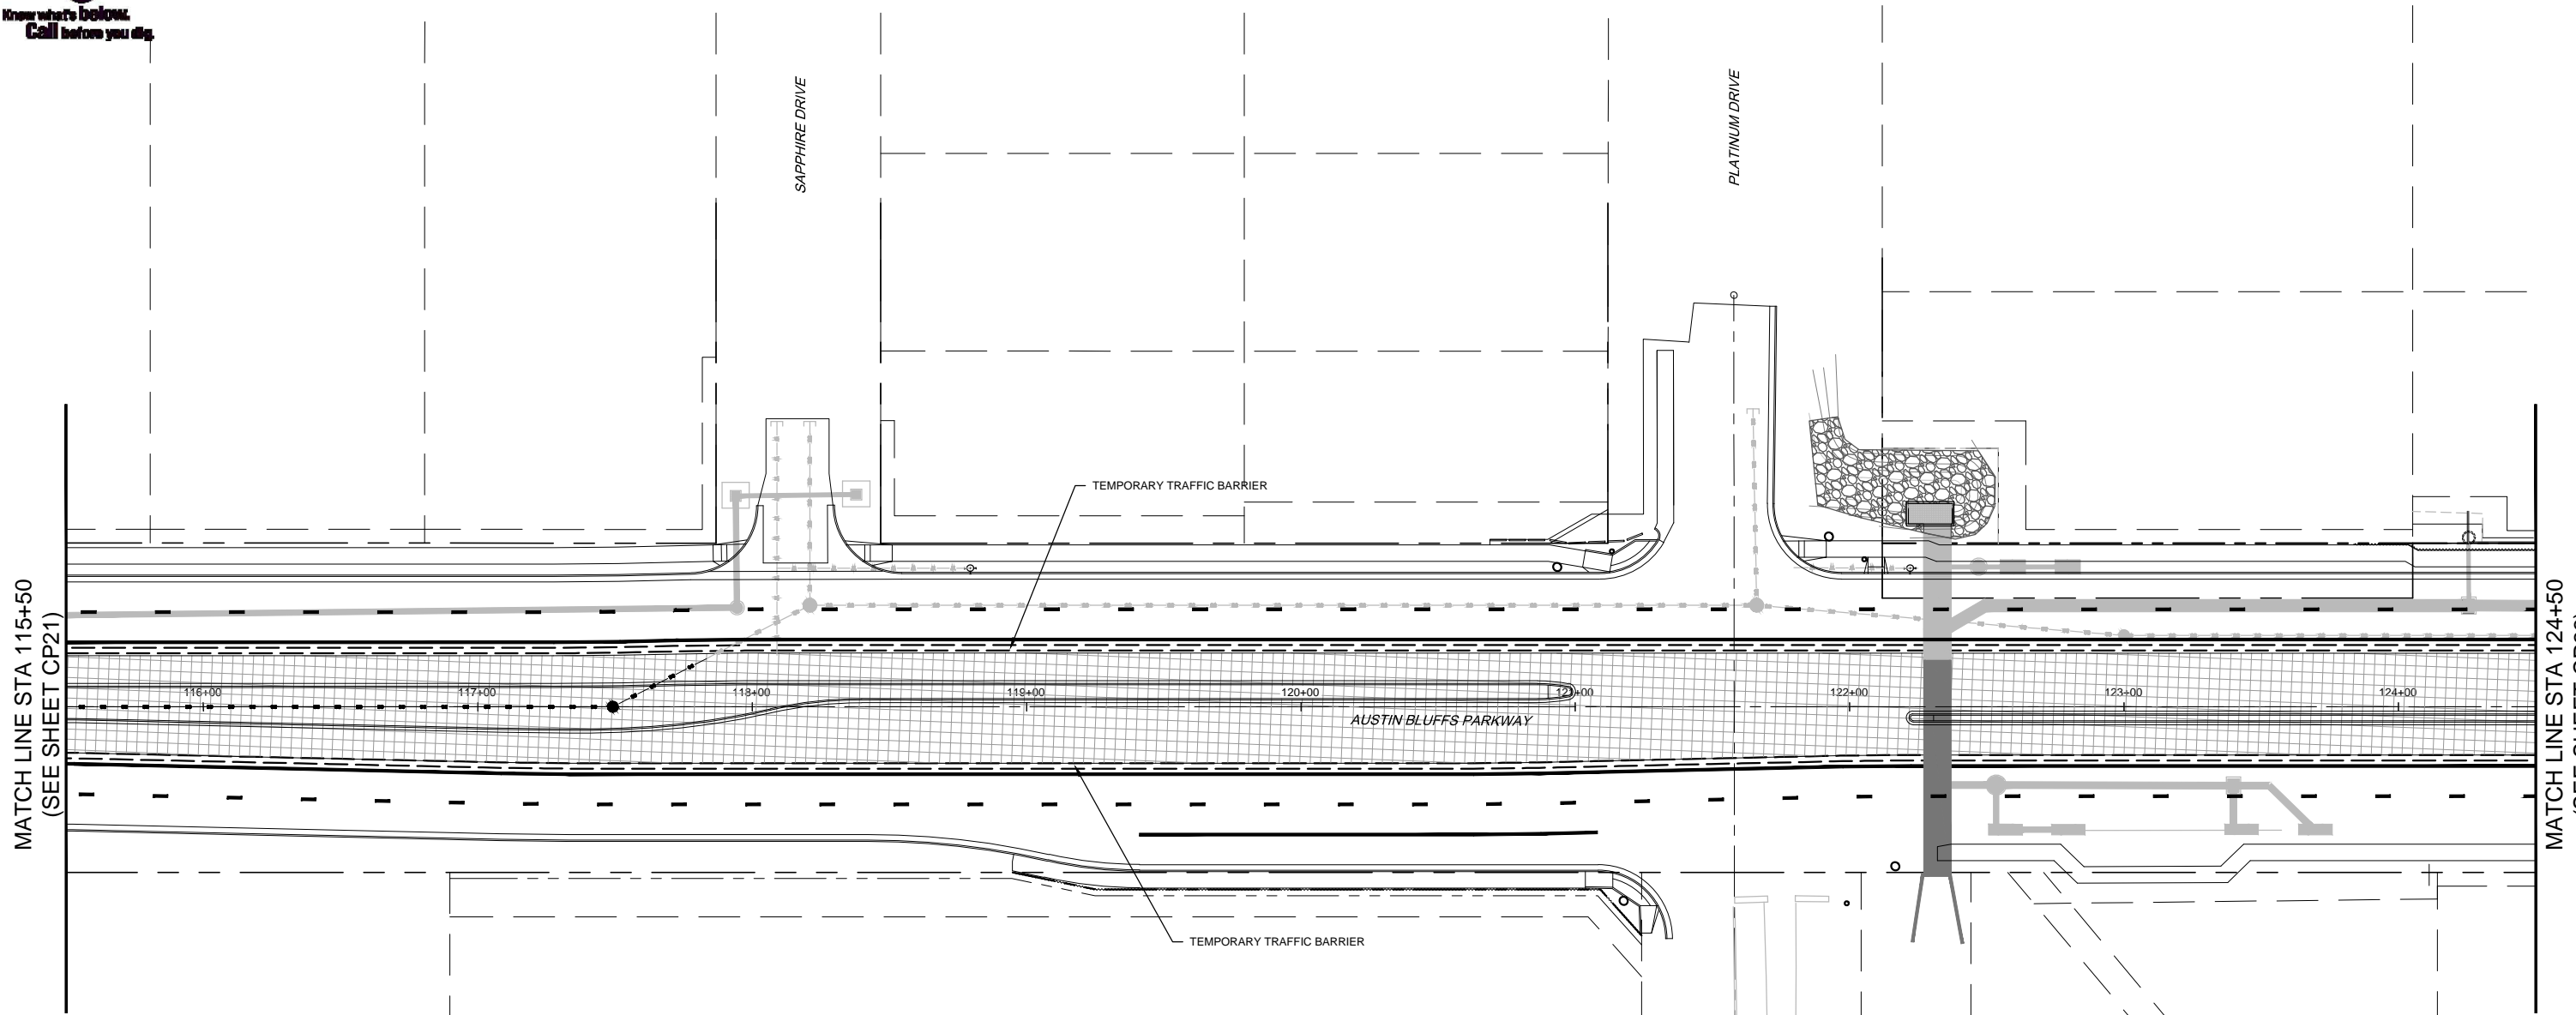 Know what's below.
Call before you dig.
SAPPHIRE DRIVE
PLATINUM DRIVE
TEMPORARY TRAFFIC BARRIER
MATCH LINE STA 115+50
(SEE SHEET CP21)
116+00
117+00
118+00
119+00
120+00
121+00
122+00
123+00
124+00
AUSTIN BLUFFS PARKWAY
TEMPORARY TRAFFIC BARRIER
MATCH LINE STA 124+50